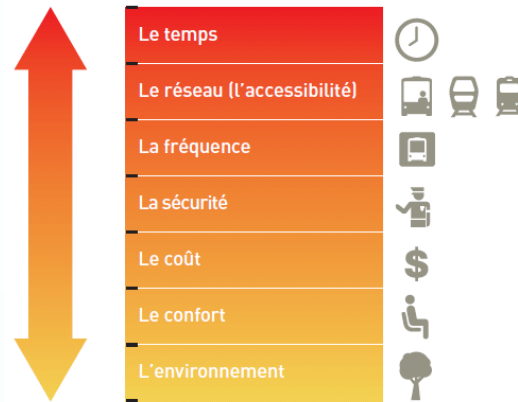 Le temps
Le réseau (l'accessibilité)
La fréquence
La sécurité
Le coût
$
Le confort
L'environnement